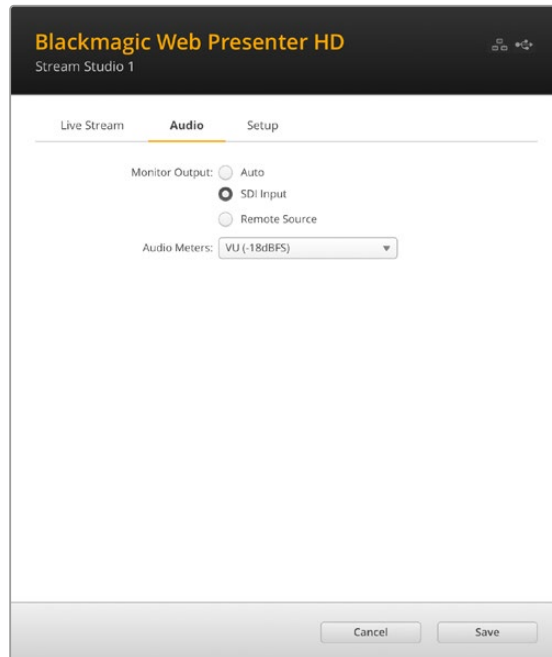 Blackmagic Web Presenter HD
Stream Studio 1
Live Stream Audio Setup
Monitor Output: Auto
SDI Input
Remote Source
Audio Meters: VU (-18dBFS)
Cancel Save